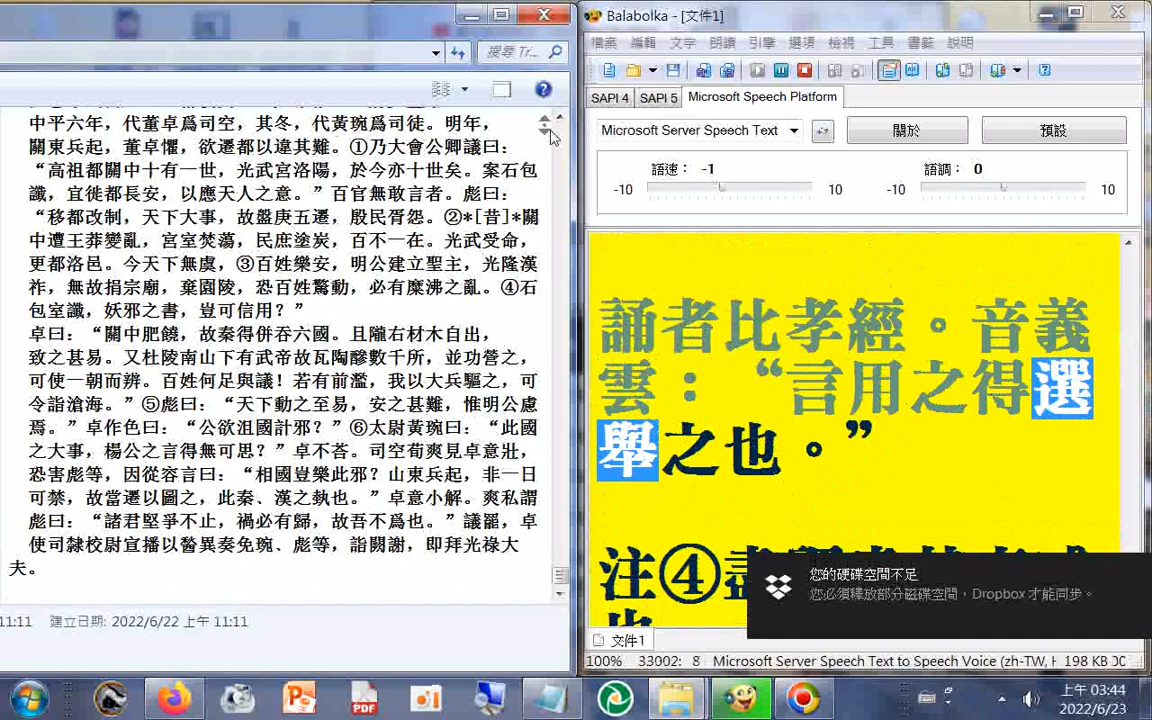 搜尋 Tr...
中平六年，代董卓爲司空，其冬，代黃琬爲司徒。明年，
關東兵起，董卓懼，欲遷都以違其難。①乃大會公卿議曰：
“高祖都關中十有一世，光武宮洛陽，於今亦十世矣。案石包
讖，宜徙都長安，以應天人之意。”百官無敢言者。彪曰：
“移都改制，天下大事，故盤庚五遷，殷民胥怨。②*[昔]*關
中遭王莽變亂，宮室焚蕩，民庶塗炭，百不一在。光武受命，
更都洛邑。今天下無虞，③百姓樂安，明公建立聖主，光隆漢
祚，無故捐宗廟，棄園陵，恐百姓驚動，必有糜沸之亂。④石
包室讖，妖邪之書，豈可信用？”
卓曰：“關中肥饒，故秦得併吞六國。且隴右材木自出，
致之甚易。又杜陵南山下有武帝故瓦陶竈數千所，並功營之，
可使一朝而辨。百姓何足與議！若有前卻，我以大兵驅之，可
令詣滄海。”⑤彪曰：“天下動之至易，安之甚難，惟明公慮
焉。”卓作色曰：“公欲沮國計邪？”⑥太尉黃琬曰：“此國
之大事，楊公之言得無可思？”卓不荅。司空荀爽見卓意壯，
恐害彪等，因從容言曰：“相國豈樂此邪？山東兵起，非一日
可禁，故當遷以圖之，此秦、漢之執也。”卓意小解。爽私謂
彪曰：“諸君堅爭不止，禍必有歸，故吾不爲也。”議罷，卓
使司隸校尉宣播以災異奏免琬、彪等，詣闕謝，即拜光祿大
夫。
11:11 建立日期: 2022/6/22 上午 11:11
Balabolka - [文件1]
檔案 編輯 文字 朗讀 引擎 選項 檢視 工具 書籤 說明
SAPI 4 SAPI 5 Microsoft Speech Platform
Microsoft Server Speech Text 關於 預設
語速： -1 語調： 0
-10 10 -10 10
誦者比孝經。音義
雲：“言用之得選
舉之也。”
您的硬碟空間不足
您必須釋放部分磁碟空間，Dropbox 才能同步。
文件1
100% 33002: 8 Microsoft Server Speech Text to Speech Voice (zh-TW, H 198 KB
上午 03:44
2022/6/23